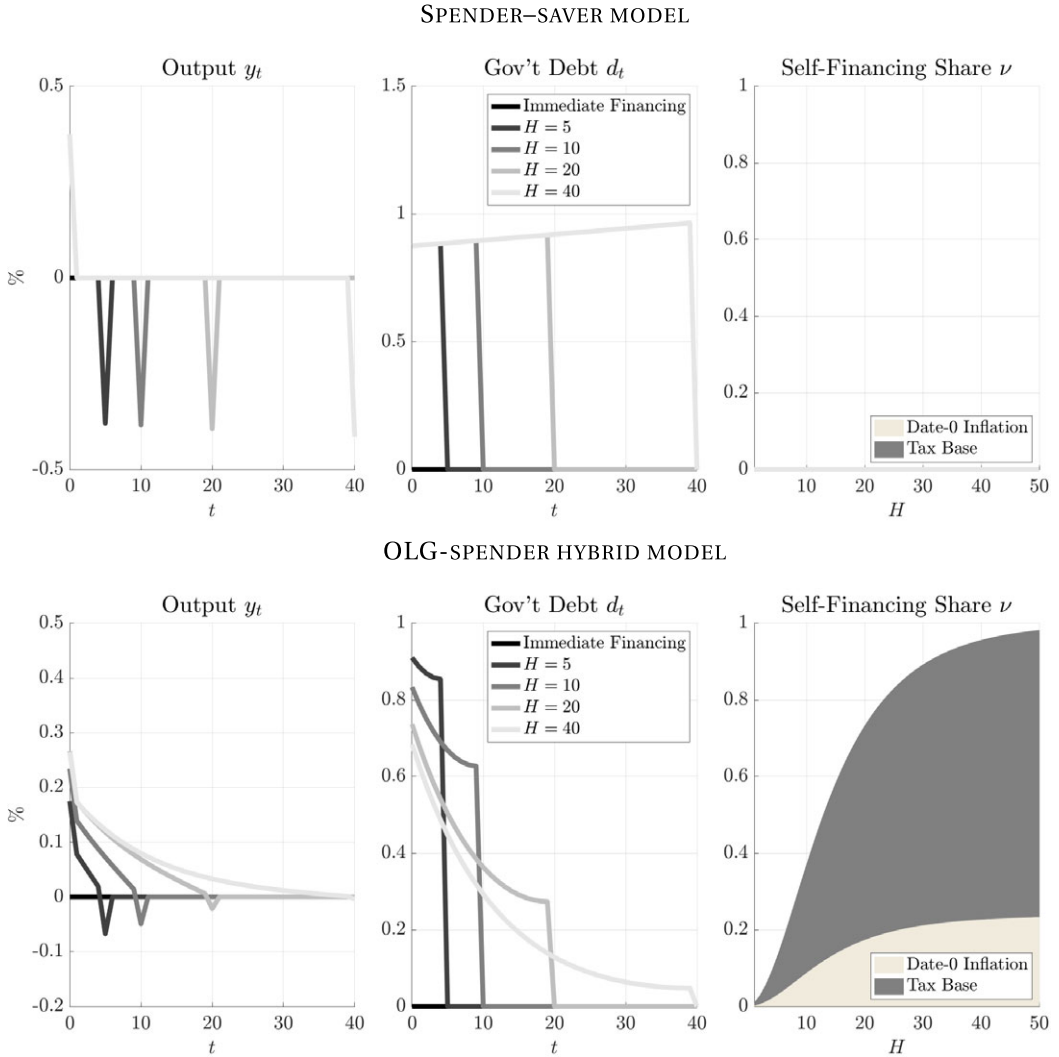 SPENDER–SAVER MODEL
Output y_t
Gov't Debt d_t
Self-Financing Share ν
0.5
0
-0.5
%
0
10
20
30
40
t
1.5
1
0.5
0
Immediate Financing
H = 5
H = 10
H = 20
H = 40
0
10
20
30
40
t
1
0.8
0.6
0.4
0.2
0
Date-0 Inflation
Tax Base
10
20
30
40
50
H
OLG-SPENDER HYBRID MODEL
Output y_t
Gov't Debt d_t
Self-Financing Share ν
0.5
0.4
0.3
0.2
0.1
0
-0.1
-0.2
%
0
10
20
30
40
t
1
0.8
0.6
0.4
0.2
0
Immediate Financing
H = 5
H = 10
H = 20
H = 40
0
10
20
30
40
t
1
0.8
0.6
0.4
0.2
0
Date-0 Inflation
Tax Base
10
20
30
40
50
H